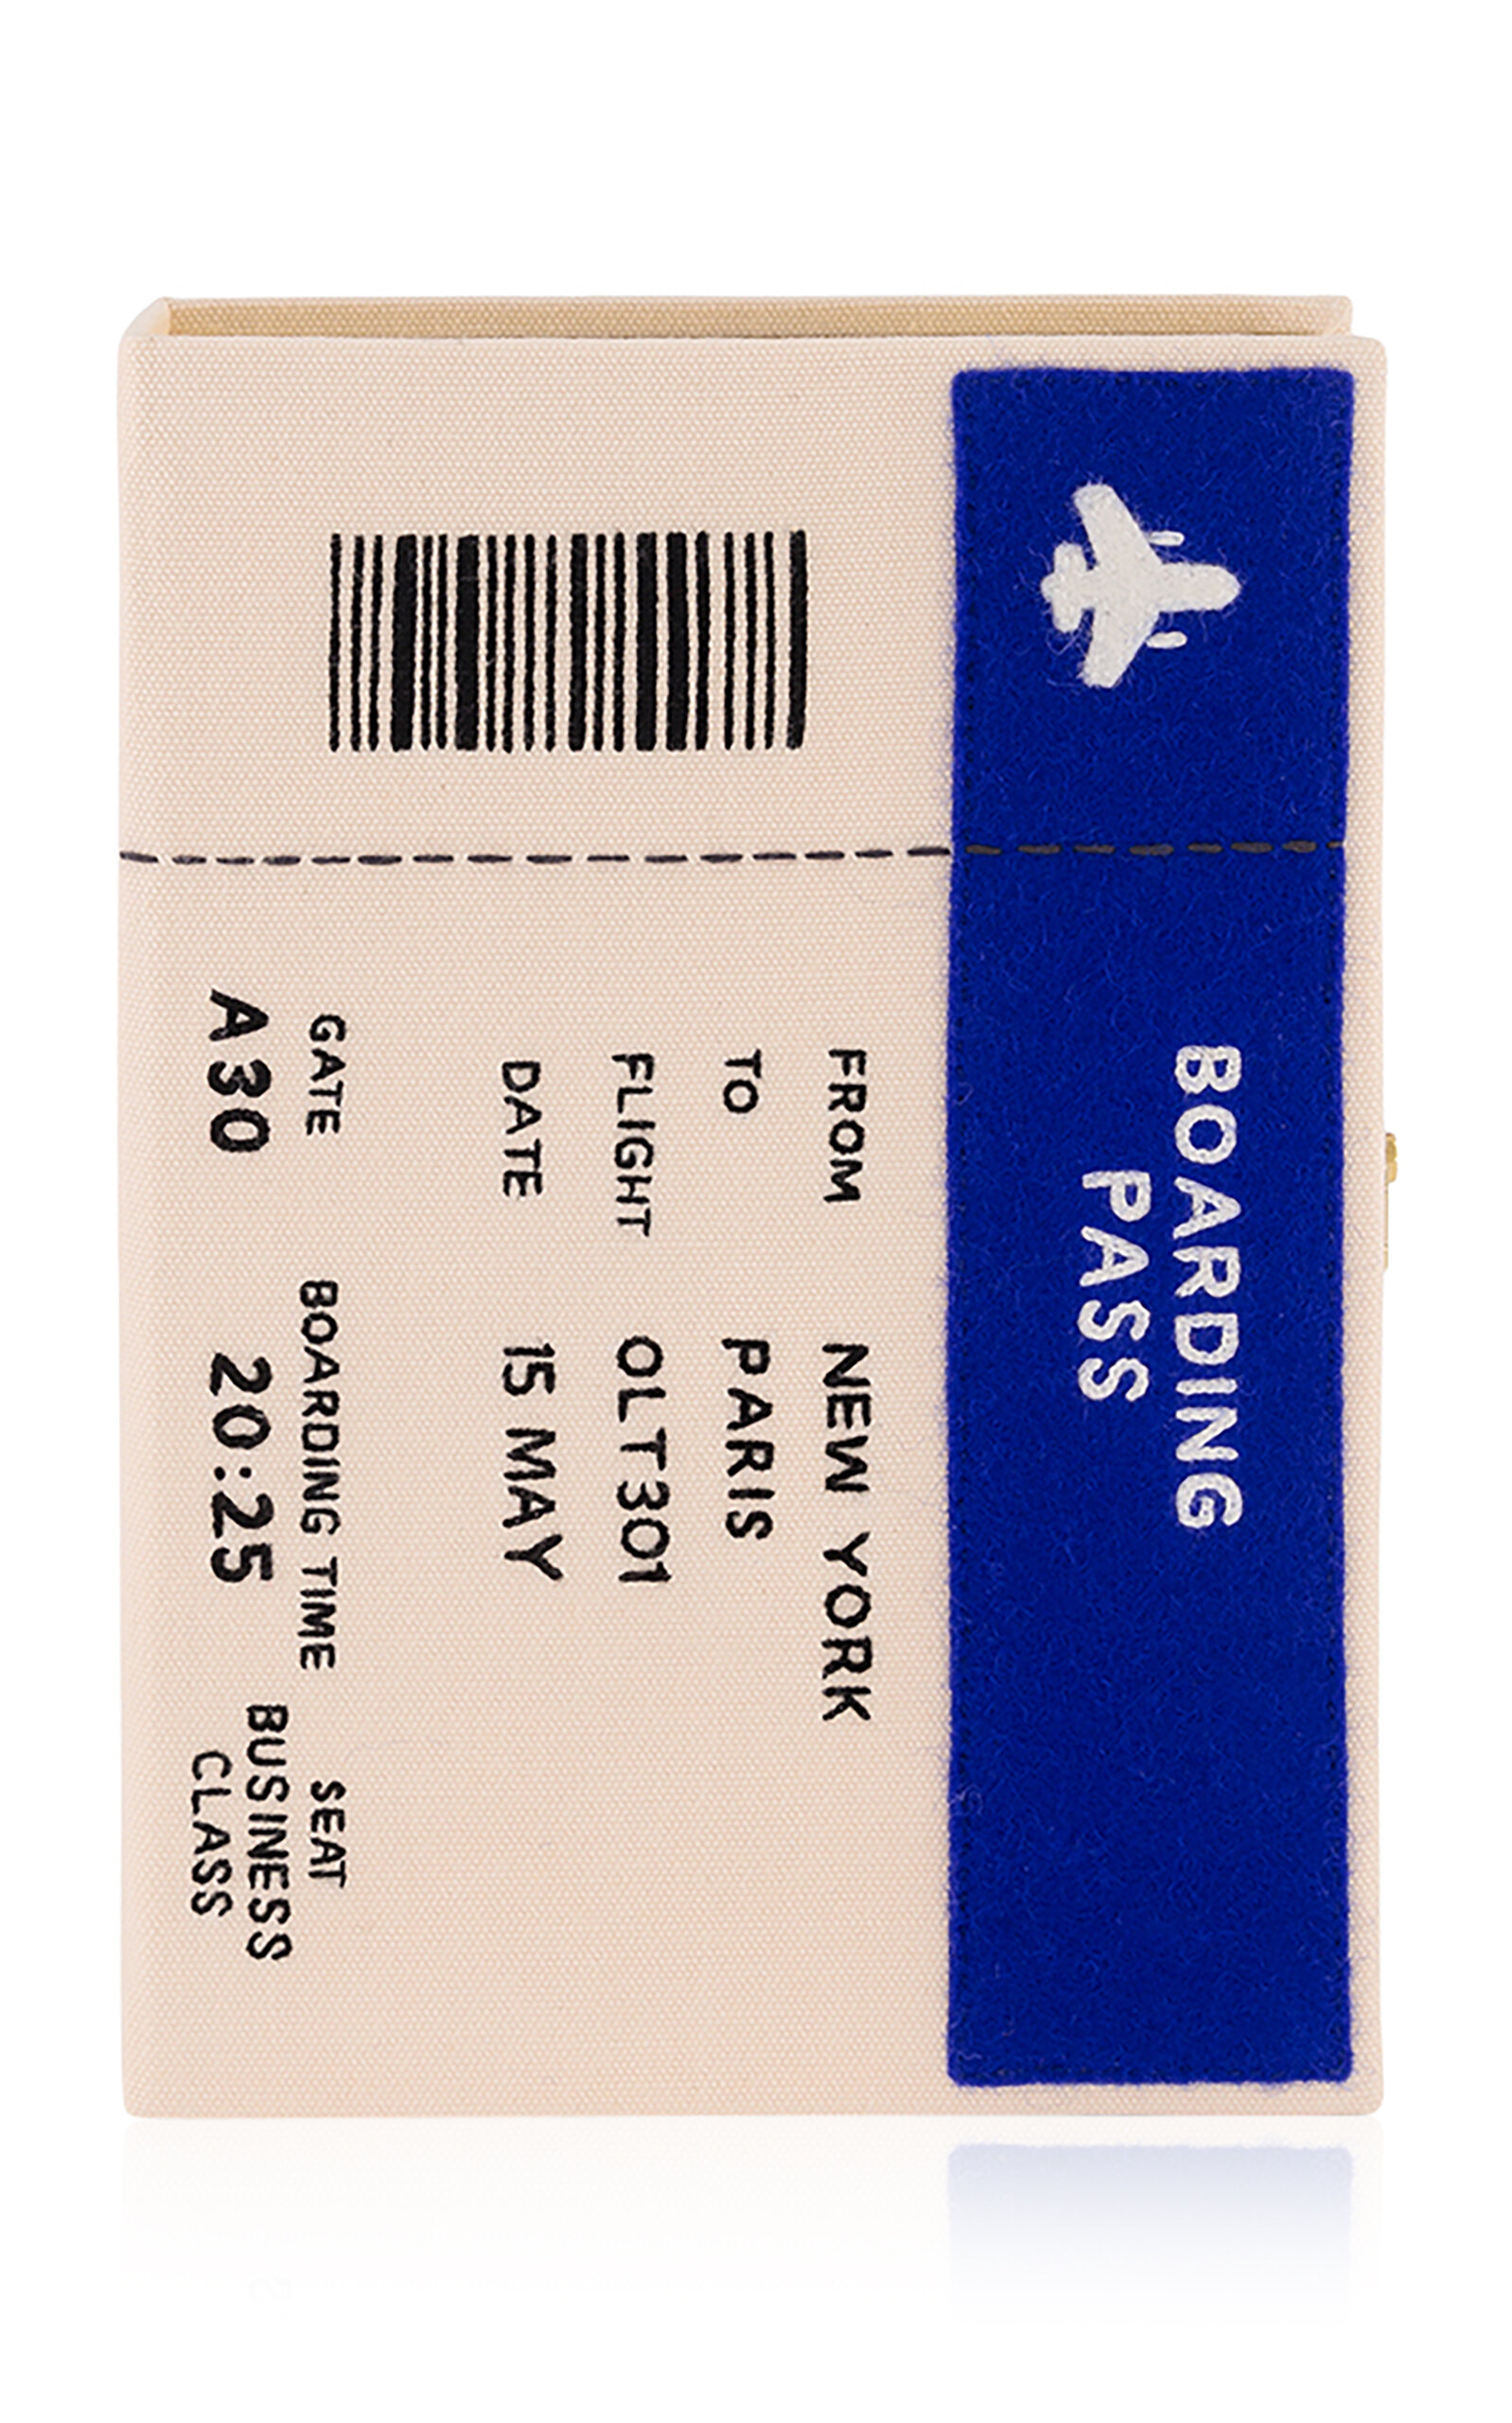 BOARDING
PASS
FROM NEW YORK
TO PARIS
FLIGHT OLT301
DATE 15 MAY
GATE BOARDING TIME SEAT
A30 20:25 BUSINESS
CLASS